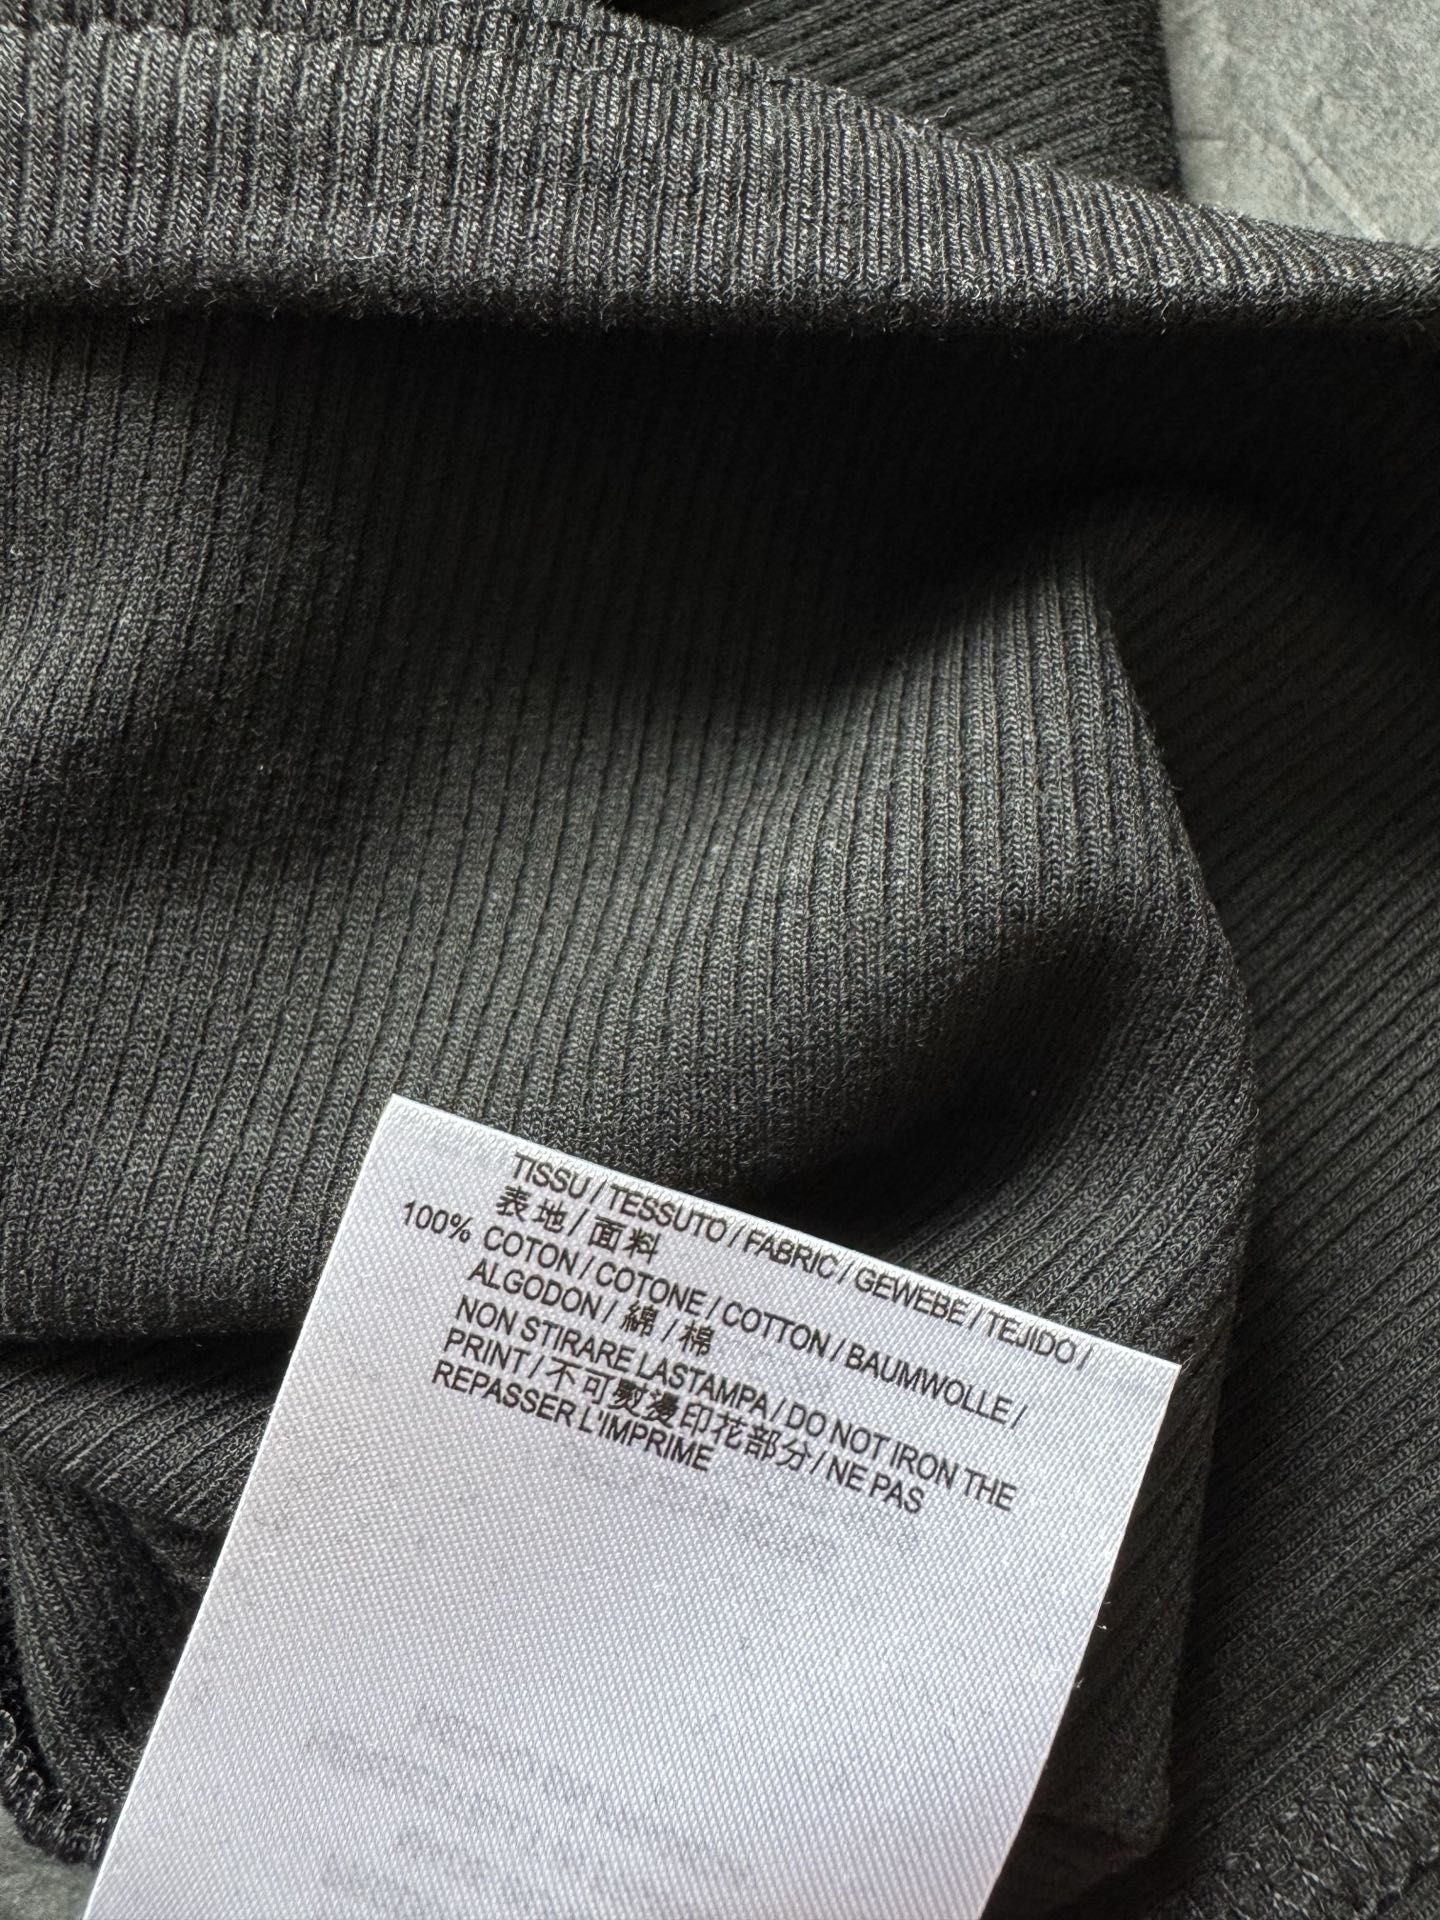 TISSU / TESSUTO / FABRIC / GEWEBE / TEJIDO /
表地 / 面料
100% COTON / COTONE / COTTON / BAUMWOLLE /
ALGODON / 綿 / 棉
NON STIRARE LASTAMPA / DO NOT IRON THE
PRINT / 不可熨燙印花部分 / NE PAS
REPASSER L'IMPRIME